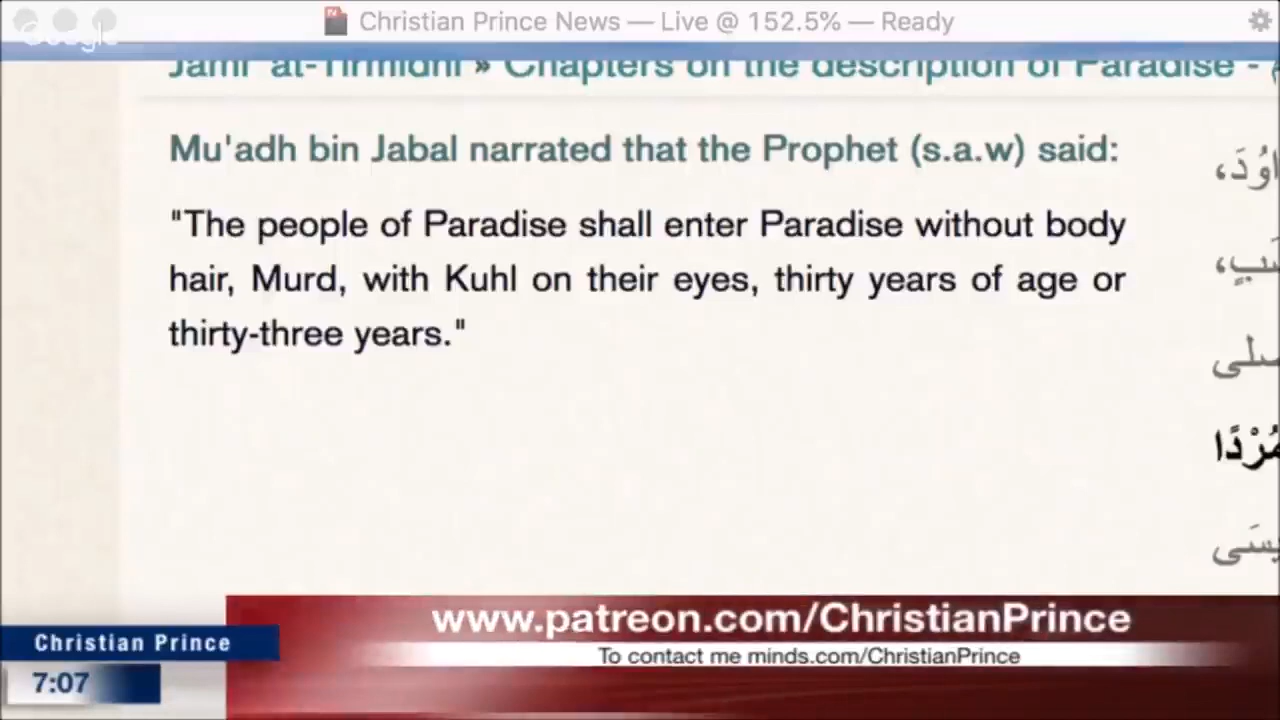 Christian Prince News — Live @ 152.5% — Ready
Google
Jami' at-Tirmidhi » Chapters on the description of Paradise -
Mu'adh bin Jabal narrated that the Prophet (s.a.w) said:
"The people of Paradise shall enter Paradise without body
hair, Murd, with Kuhl on their eyes, thirty years of age or
thirty-three years."
www.patreon.com/ChristianPrince
To contact me minds.com/ChristianPrince
Christian Prince
7:07